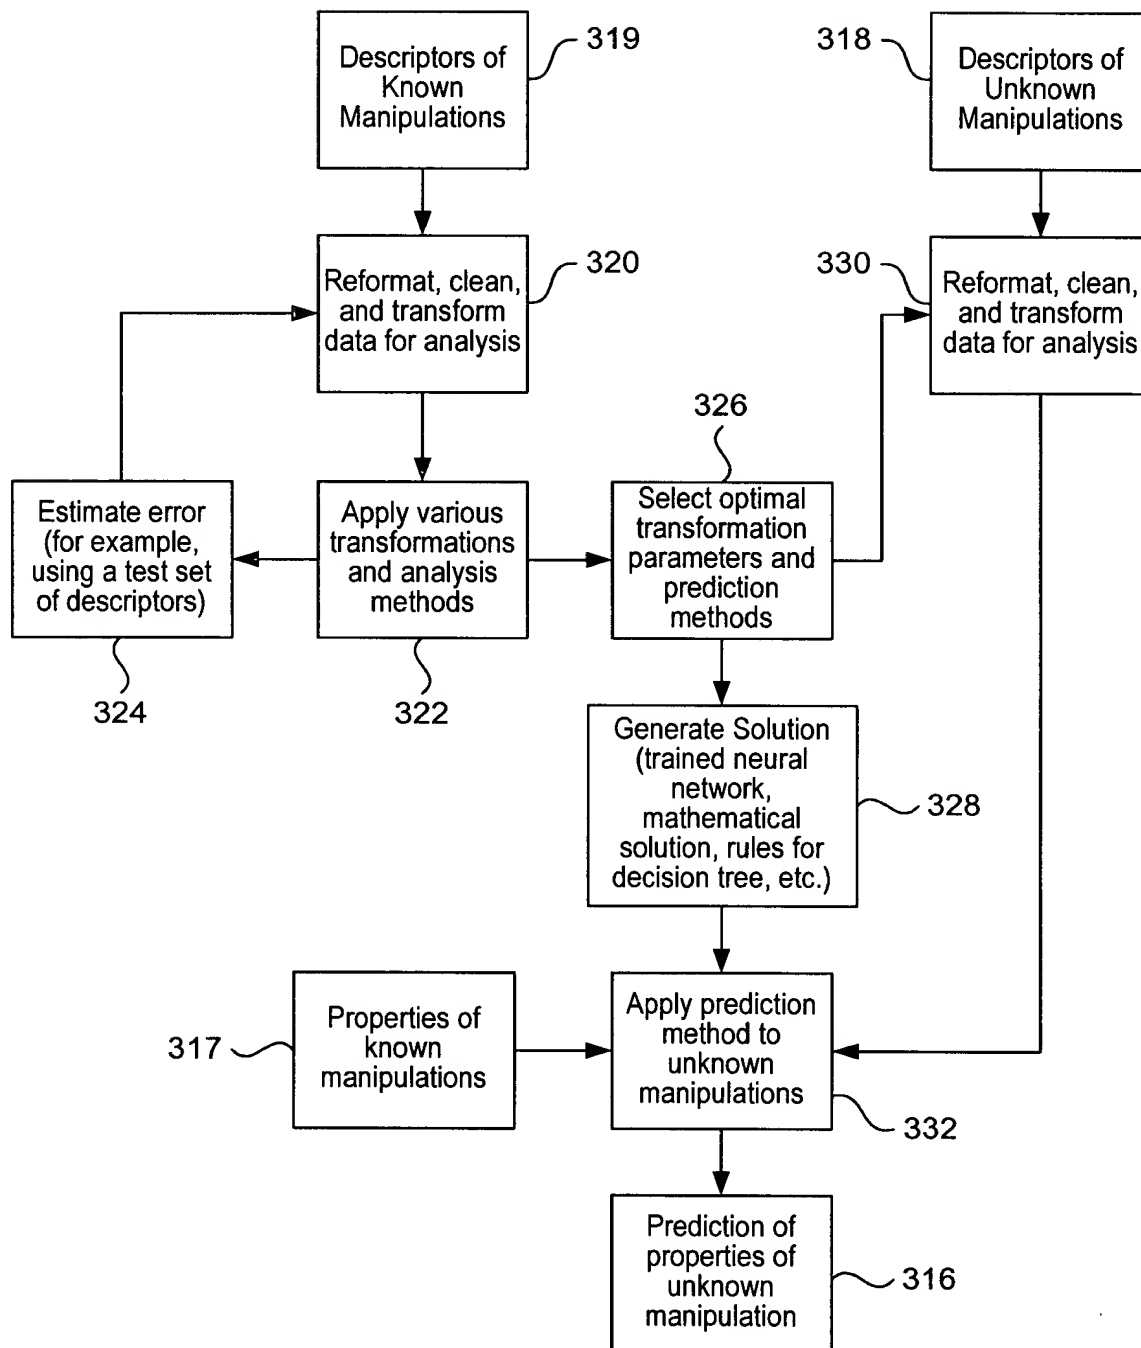 Descriptors of
Known
Manipulations
319
318
Descriptors of
Unknown
Manipulations
Reformat, clean,
and transform
data for analysis
320
330
Reformat, clean,
and transform
data for analysis
326
Estimate error
(for example,
using a test set
of descriptors)
324
Apply various
transformations
and analysis
methods
322
Select optimal
transformation
parameters and
prediction
methods
Generate Solution
(trained neural
network,
mathematical
solution, rules for
decision tree, etc.)
328
317
Properties of
known
manipulations
Apply prediction
method to
unknown
manipulations
332
Prediction of
properties of
unknown
manipulation
316